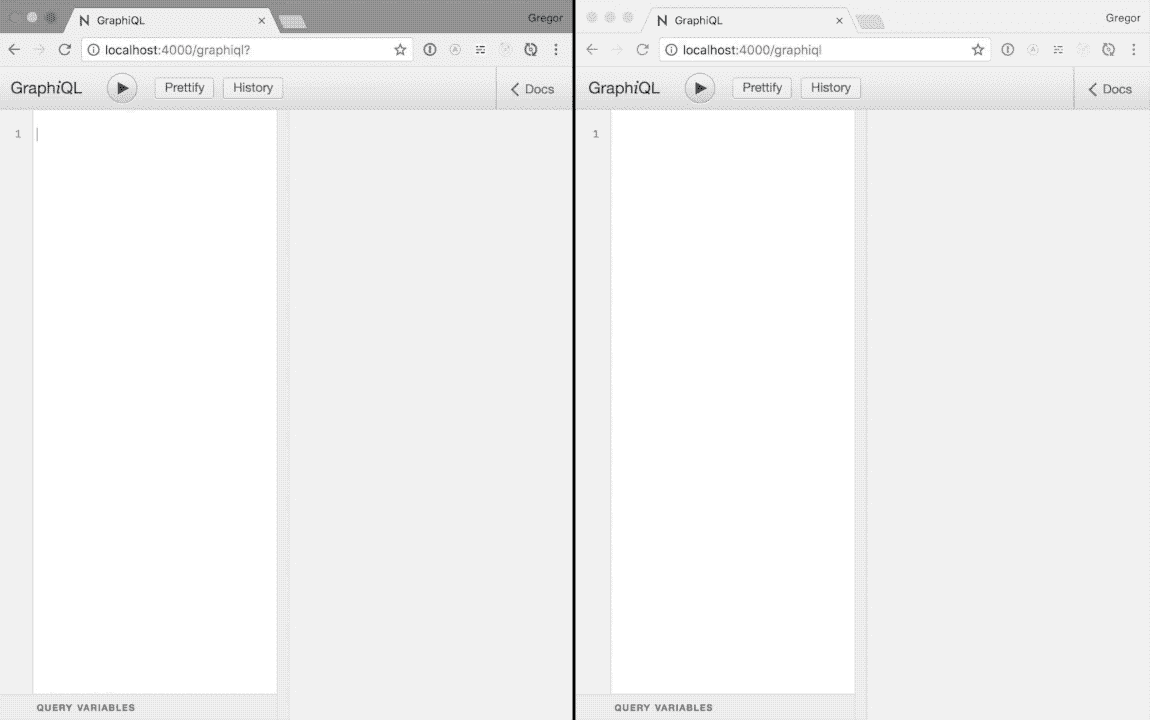 GraphiQL
Gregor
localhost:4000/graphiql?
GraphiQL
Prettify
History
Docs
1
QUERY VARIABLES
GraphiQL
Gregor
localhost:4000/graphiql
GraphiQL
Prettify
History
Docs
1
QUERY VARIABLES